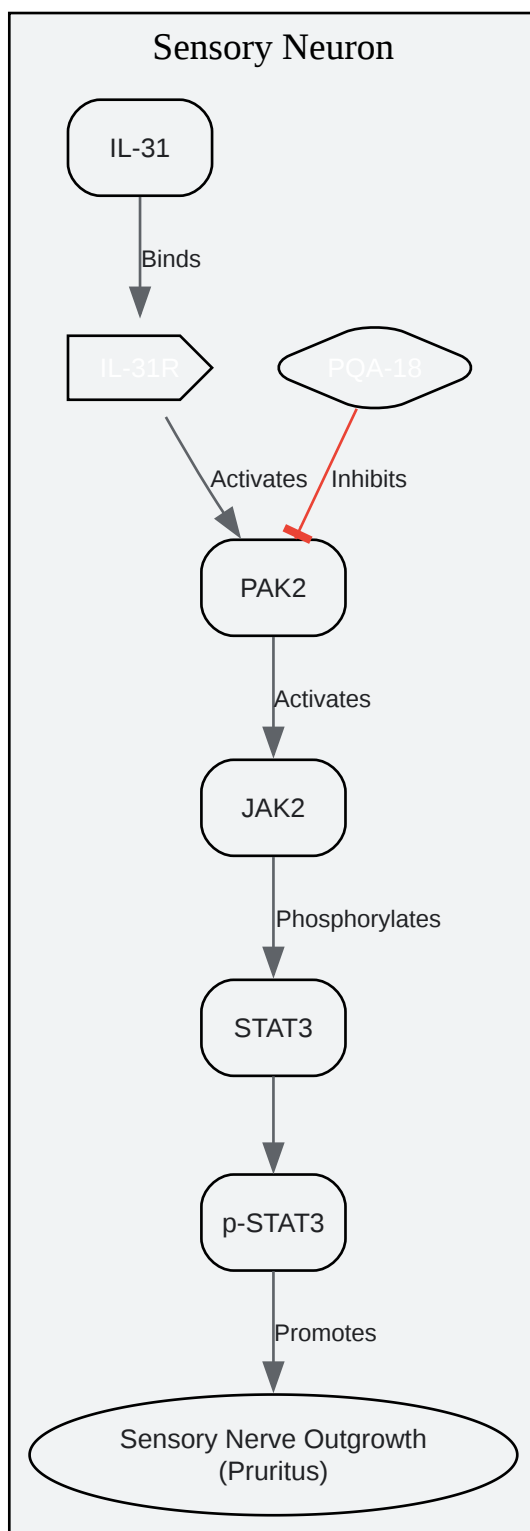 Sensory Neuron
IL-31
Binds
IL-31R
PQA-18
Activates
Inhibits
PAK2
Activates
JAK2
Phosphorylates
STAT3
p-STAT3
Promotes
Sensory Nerve Outgrowth
(Pruritus)